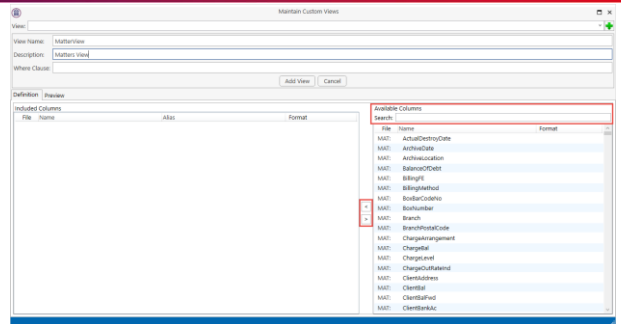 Maintain Custom Views
View:
View Name: MatterView
Description: Matters View
Where Clause:
Add View Cancel
Definition Preview
Included Columns
File Name Alias Format
Available Columns
Search:
File Name Format
MAT: ActualDestroyDate
MAT: ArchiveDate
MAT: ArchiveLocation
MAT: BalanceOfDebt
MAT: BillingFE
MAT: BillingMethod
MAT: BoxBarCodeNo
MAT: BoxNumber
MAT: Branch
MAT: BranchPostalCode
MAT: ChargeArrangement
MAT: ChargeBal
MAT: ChargeLevel
MAT: ChargeOutRateInd
MAT: ClientAddress
MAT: ClientBal
MAT: ClientBalFwd
MAT: ClientBankAc